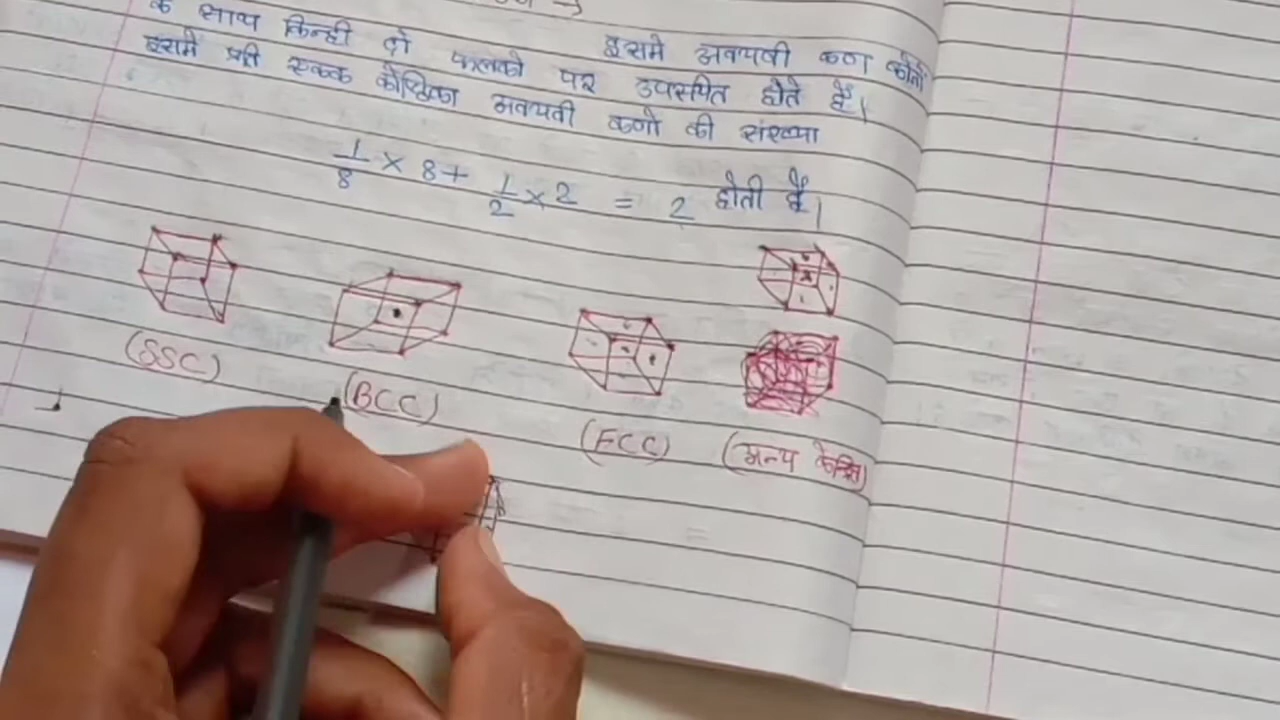 के साथ किन्ही दो फलको पर उपस्थित होते हैं।
इसमे अवयवी कण कोनो
इसमे प्रति एकक कोष्ठिका अवयवी कणो की संख्या
1/8 × 8 + 1/2 × 2 = 2 होती हैं।
(SSC)
(BCC)
(FCC)
(अन्य केन्द्रित)